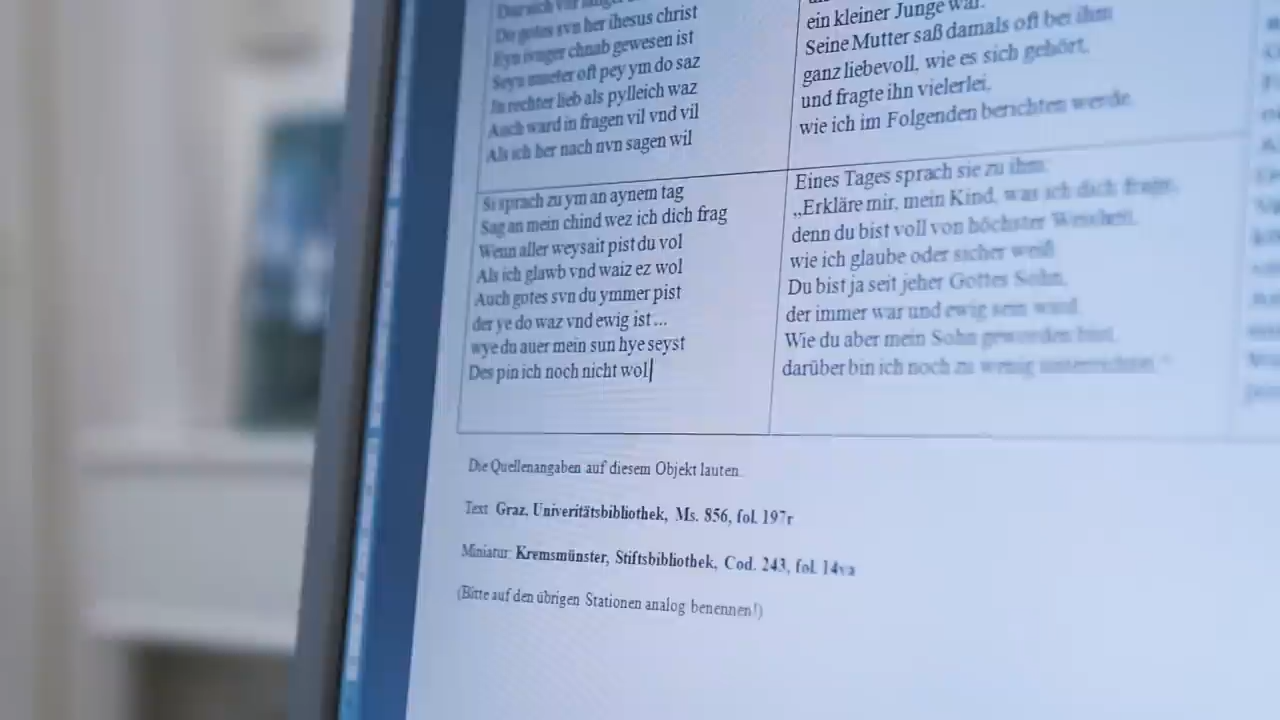 Do gotes svn her ihesus christ
chnab gewesen ist
Seyn mueter oft pey ym do saz
In rechter lieb als pylleich waz
Auch ward in fragen vil vnd vil
Als ich her nach nvn sagen wil
ein kleiner Junge war.
Seine Mutter saß damals oft bei ihm
ganz liebevoll, wie es sich gehört,
und fragte ihn vielerlei,
wie ich im Folgenden berichten werde.
Si sprach zu ym an aynem tag
Sag an mein chind wez ich dich frag
Wenn aller weysait pist du vol
Als ich glawb vnd waiz ez wol
Auch gotes svn du ymmer pist
der ye do waz vnd ewig ist...
wye du auer mein sun hye seyst
Des pin ich noch nicht wol
Eines Tages sprach sie zu ihm:
„Erkläre mir, mein Kind, was ich dich frage,
denn du bist voll von höchster Weisheit,
wie ich glaube oder sicher weiß
Du bist ja seit jeher Gottes Sohn,
der immer war und ewig sein wird.
Wie du aber mein Sohn geworden bist,
darüber bin ich noch zu wenig unterrichtet.“
Die Quellenangaben auf diesem Objekt lauten:
Text: Graz, Univeritätsbibliothek, Ms. 856, fol. 197r
Miniatur: Kremsmünster, Stiftsbibliothek, Cod. 243, fol. 14va
(Bitte auf den übrigen Stationen analog benennen!)